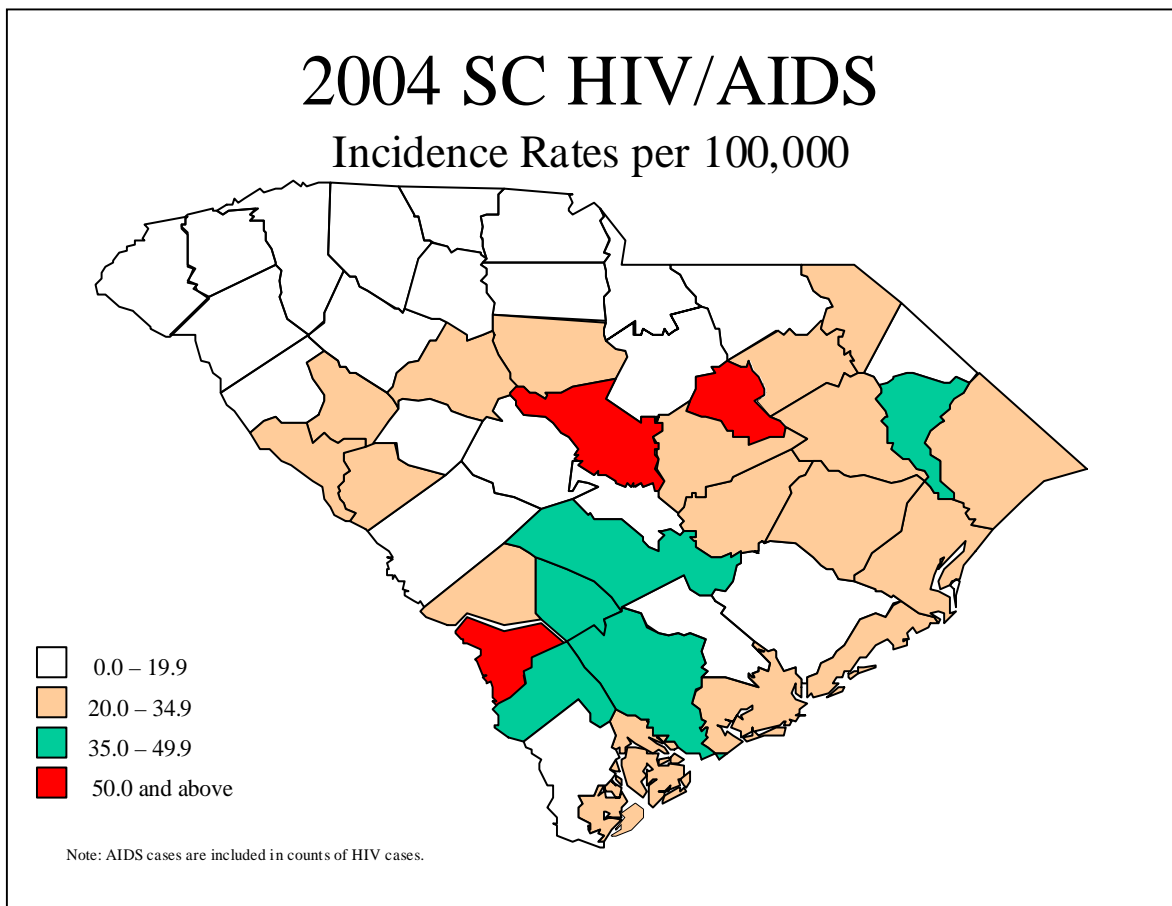 2004 SC HIV/AIDS
Incidence Rates per 100,000
0.0 – 19.9
20.0 – 34.9
35.0 – 49.9
50.0 and above
Note: AIDS cases are included in counts of HIV cases.